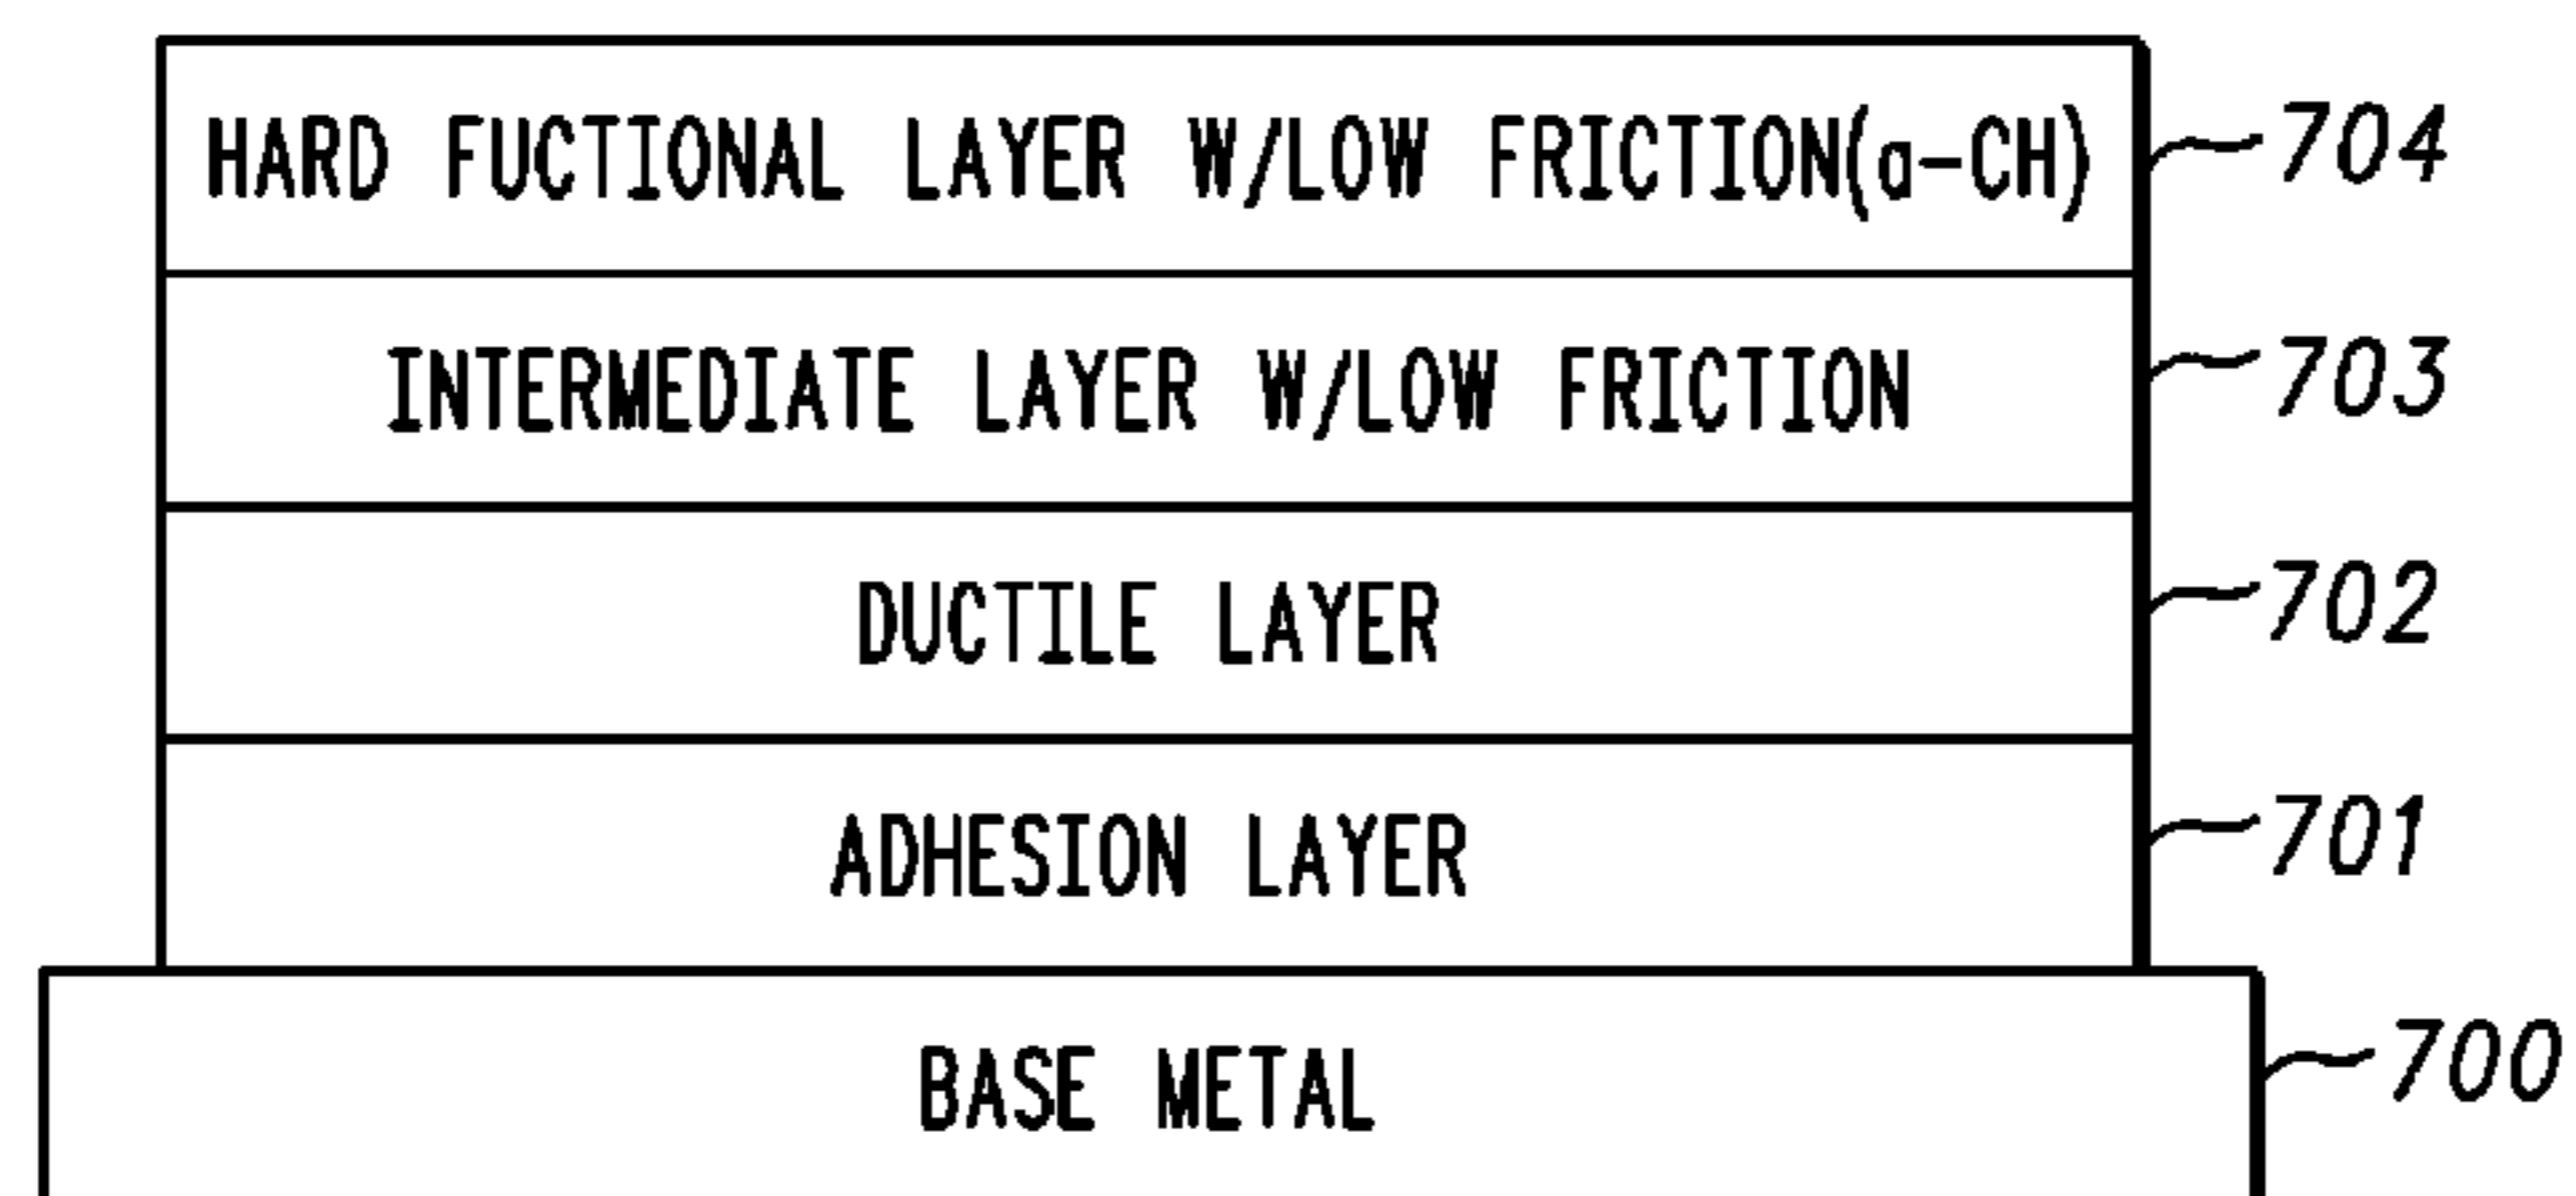 HARD FUCTIONAL LAYER W/LOW FRICTION(a-CH) 704
INTERMEDIATE LAYER W/LOW FRICTION 703
DUCTILE LAYER 702
ADHESION LAYER 701
BASE METAL 700